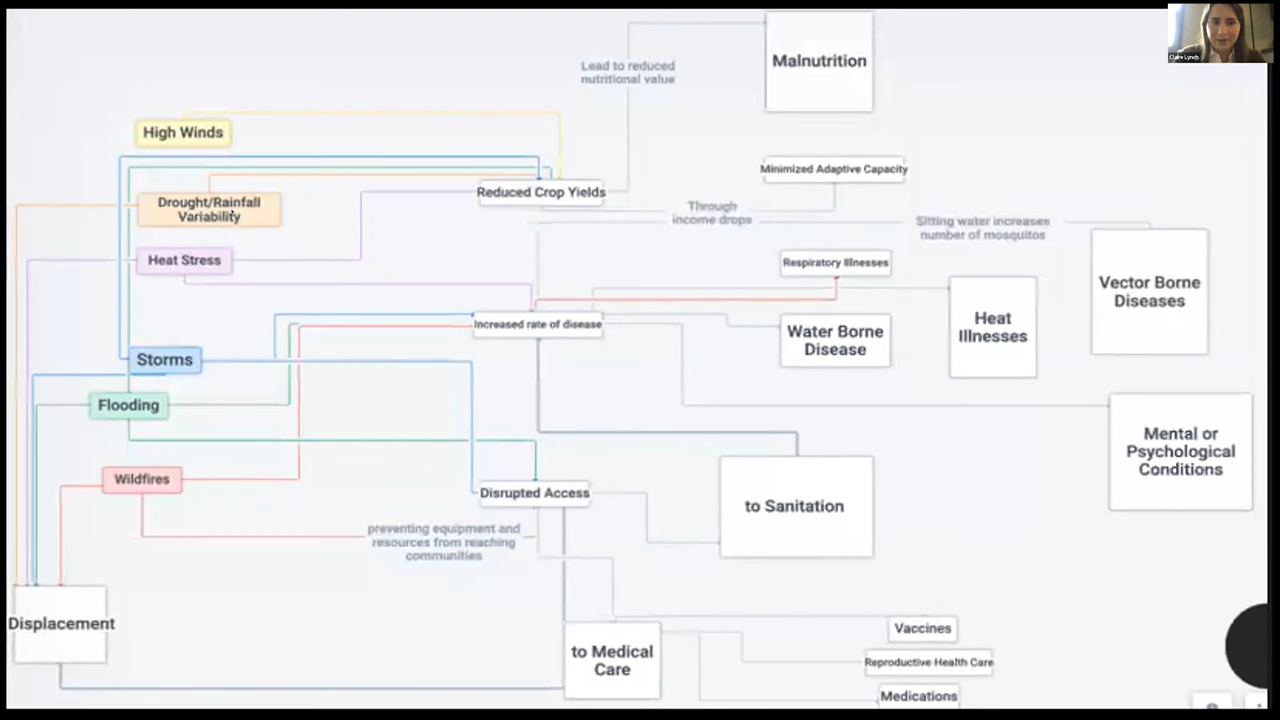 Malnutrition
Claire Lynch
Lead to reduced
nutritional value
High Winds
Minimized Adaptive Capacity
Reduced Crop Yields
Drought/Rainfall
Variability
Through
income drops
Sitting water increases
number of mosquitos
Heat Stress
Respiratory Illnesses
Vector Borne
Diseases
Increased rate of disease
Heat
Illnesses
Water Borne
Disease
Storms
Flooding
Mental or
Psychological
Conditions
Wildfires
Disrupted Access
to Sanitation
preventing equipment and
resources from reaching
communities
Displacement
to Medical
Care
Vaccines
Reproductive Health Care
Medications